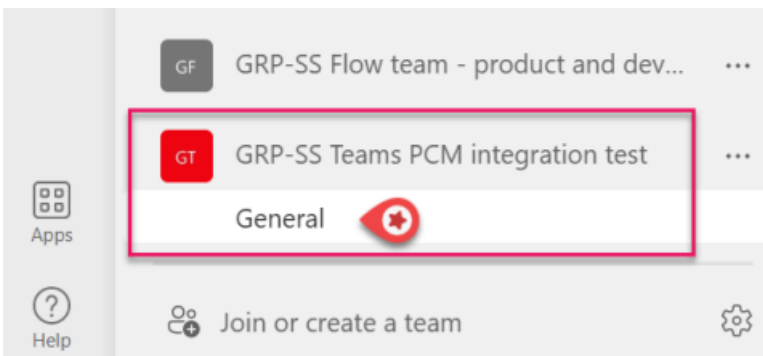 GF GRP-SS Flow team - product and dev... ...
GT GRP-SS Teams PCM integration test ...
General
Apps
Join or create a team
Help